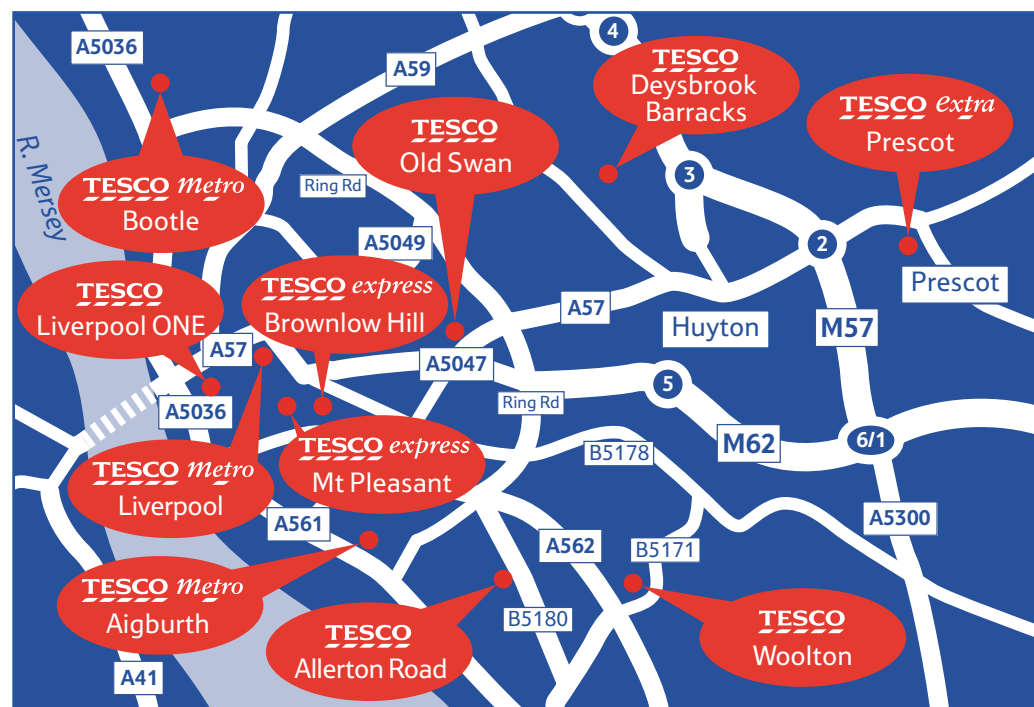 A5036
A59
4
TESCO
Deysbrook
Barracks
TESCO extra
Prescot
TESCO
Old Swan
R. Mersey
TESCO Metro
Bootle
Ring Rd
3
A5049
2
Prescot
TESCO
Liverpool ONE
TESCO express
Brownlow Hill
A57
Huyton
M57
A57
A5047
A5036
5
Ring Rd
TESCO express
Mt Pleasant
M62
6/1
B5178
TESCO Metro
Liverpool
A561
A5300
A562
B5171
TESCO Metro
Aigburth
TESCO
Allerton Road
B5180
TESCO
Woolton
A41